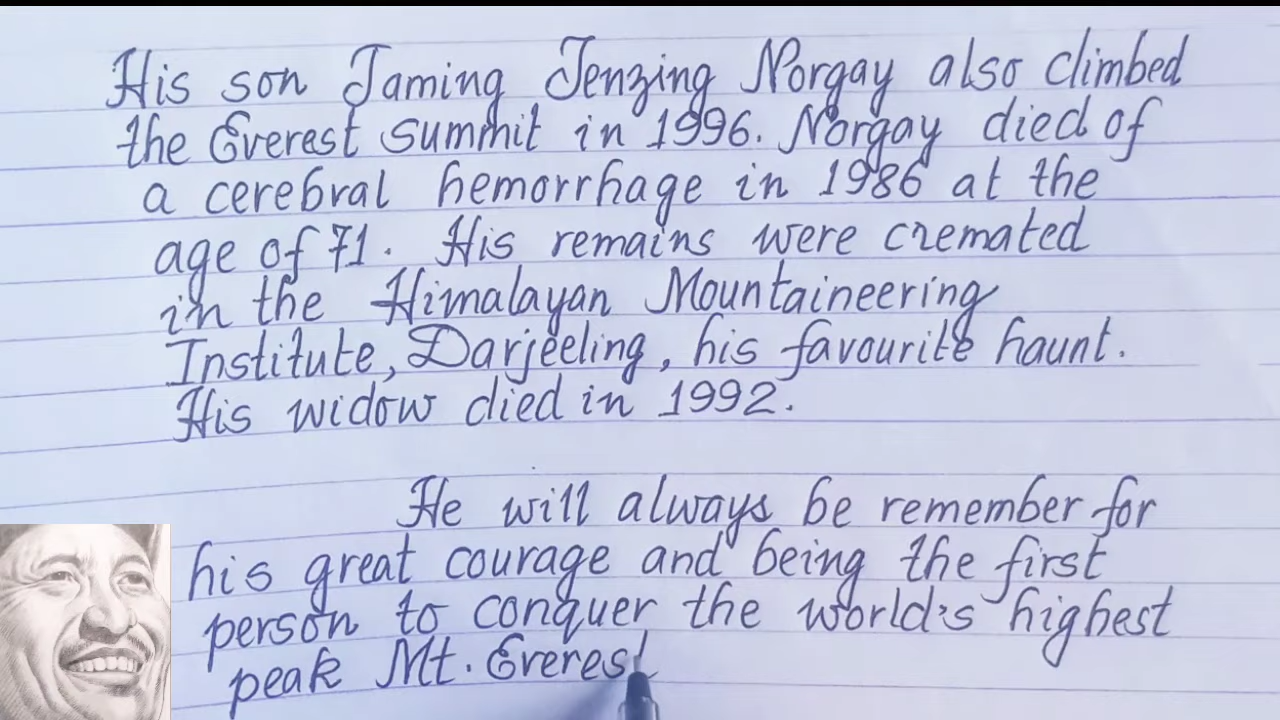 His son Taming Tenzing Norgay also climbed
the Everest summit in 1996. Norgay died of
a cerebral hemorrhage in 1986 at the
age of 71. His remains were cremated
in the Himalayan Mountaineering
Institute, Darjeeling, his favourite haunt.
His widow died in 1992.
He will always be remember for
his great courage and being the first
person to conquer the world's highest
peak Mt. Everest